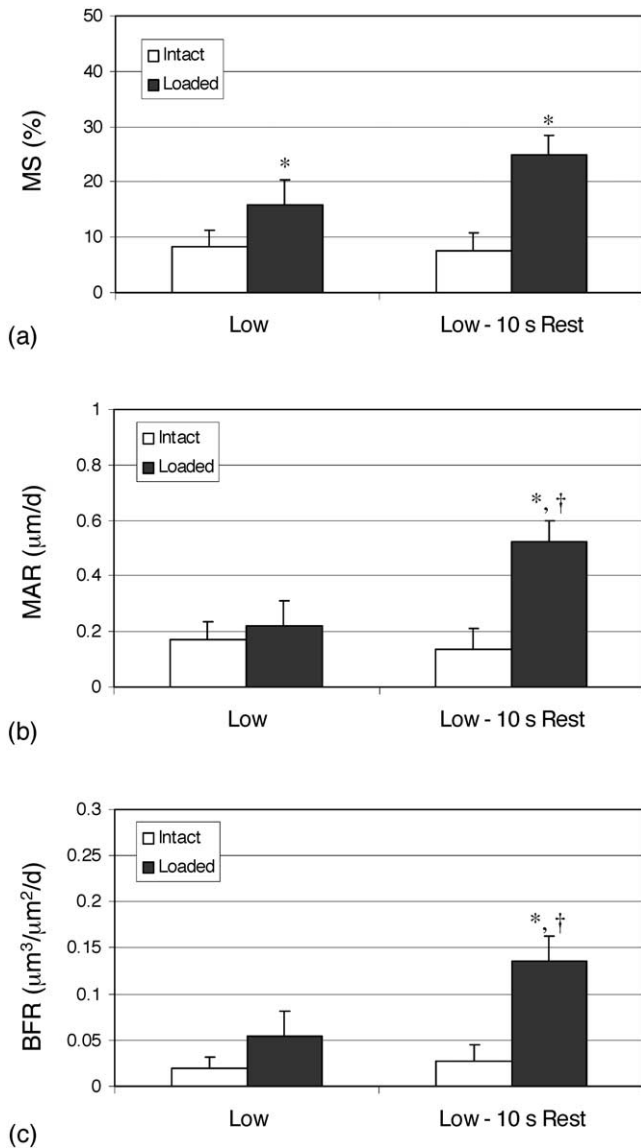 50
Intact
40
Loaded
MS (%)
30
*
*
20
10
0
Low
Low - 10 s Rest
(a)
1
Intact
0.8
Loaded
MAR (μm/d)
*, †
0.6
0.4
0.2
0
Low
Low - 10 s Rest
(b)
0.3
Intact
0.25
Loaded
BFR (μm³/μm²/d)
0.2
*, †
0.15
0.1
0.05
0
Low
Low - 10 s Rest
(c)